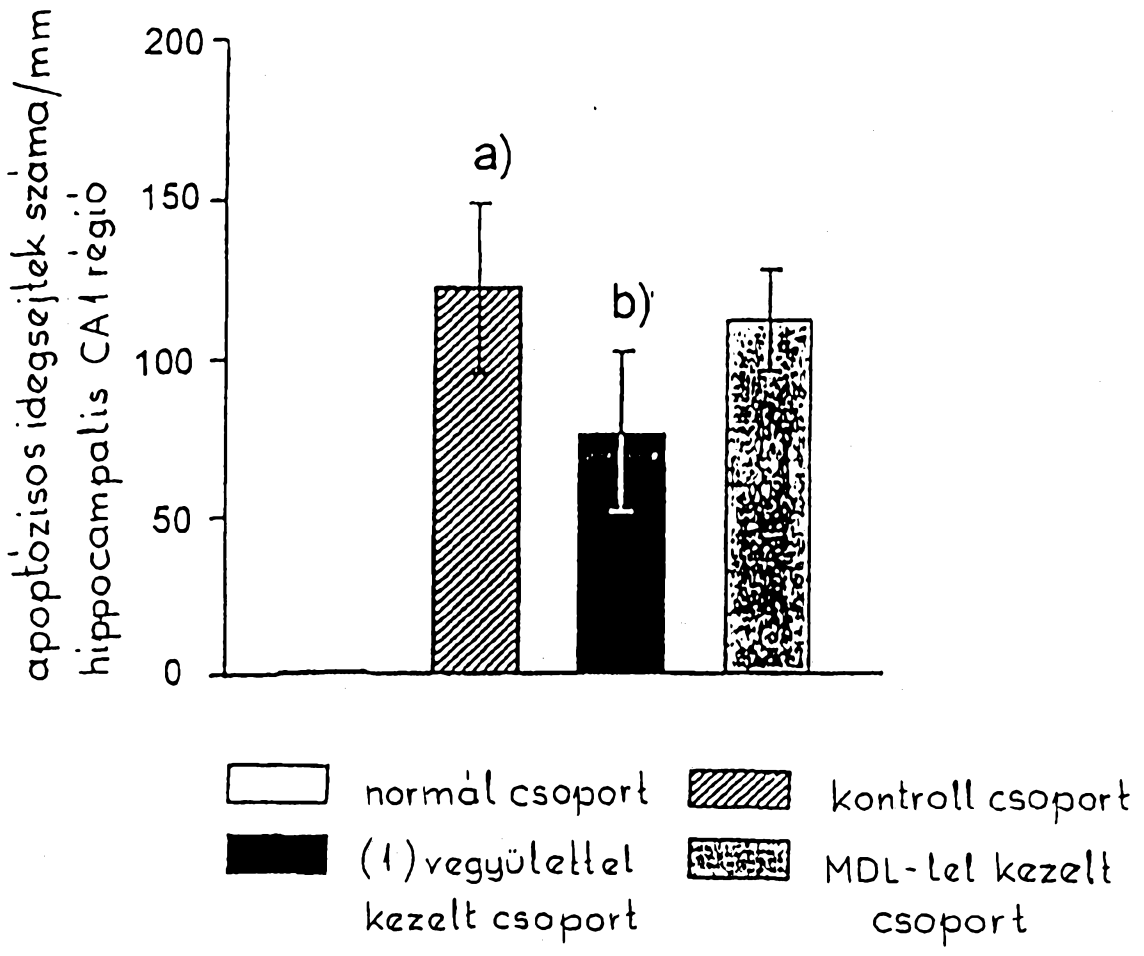 apoptózisos idegsejtek száma/mm
hippocampalis CA1 régió
200
150
100
50
0
a)
b)
normál csoport
kontroll csoport
(1) vegyülettel
kezelt csoport
MDL-lel kezelt
csoport